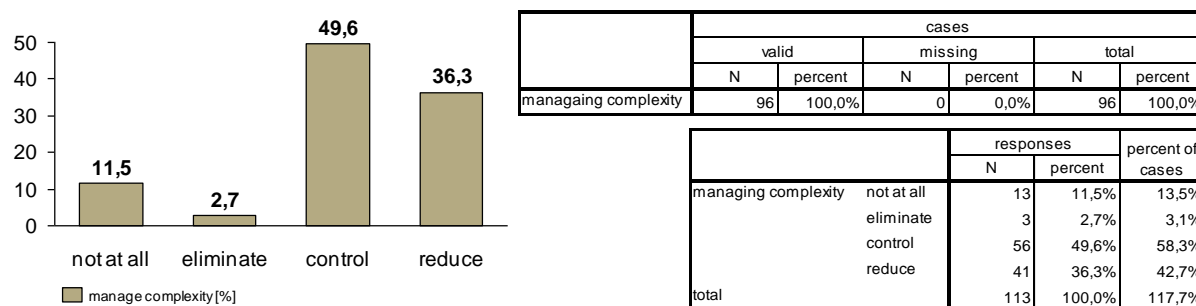 50
40
30
20
10
0
49,6
36,3
11,5
2,7
not at all eliminate control reduce
manage complexity [%]
cases
valid missing total
N percent N percent N percent
managaing complexity 96 100,0% 0 0,0% 96 100,0%
responses percent of
N percent cases
managing complexity not at all 13 11,5% 13,5%
eliminate 3 2,7% 3,1%
control 56 49,6% 58,3%
reduce 41 36,3% 42,7%
total 113 100,0% 117,7%